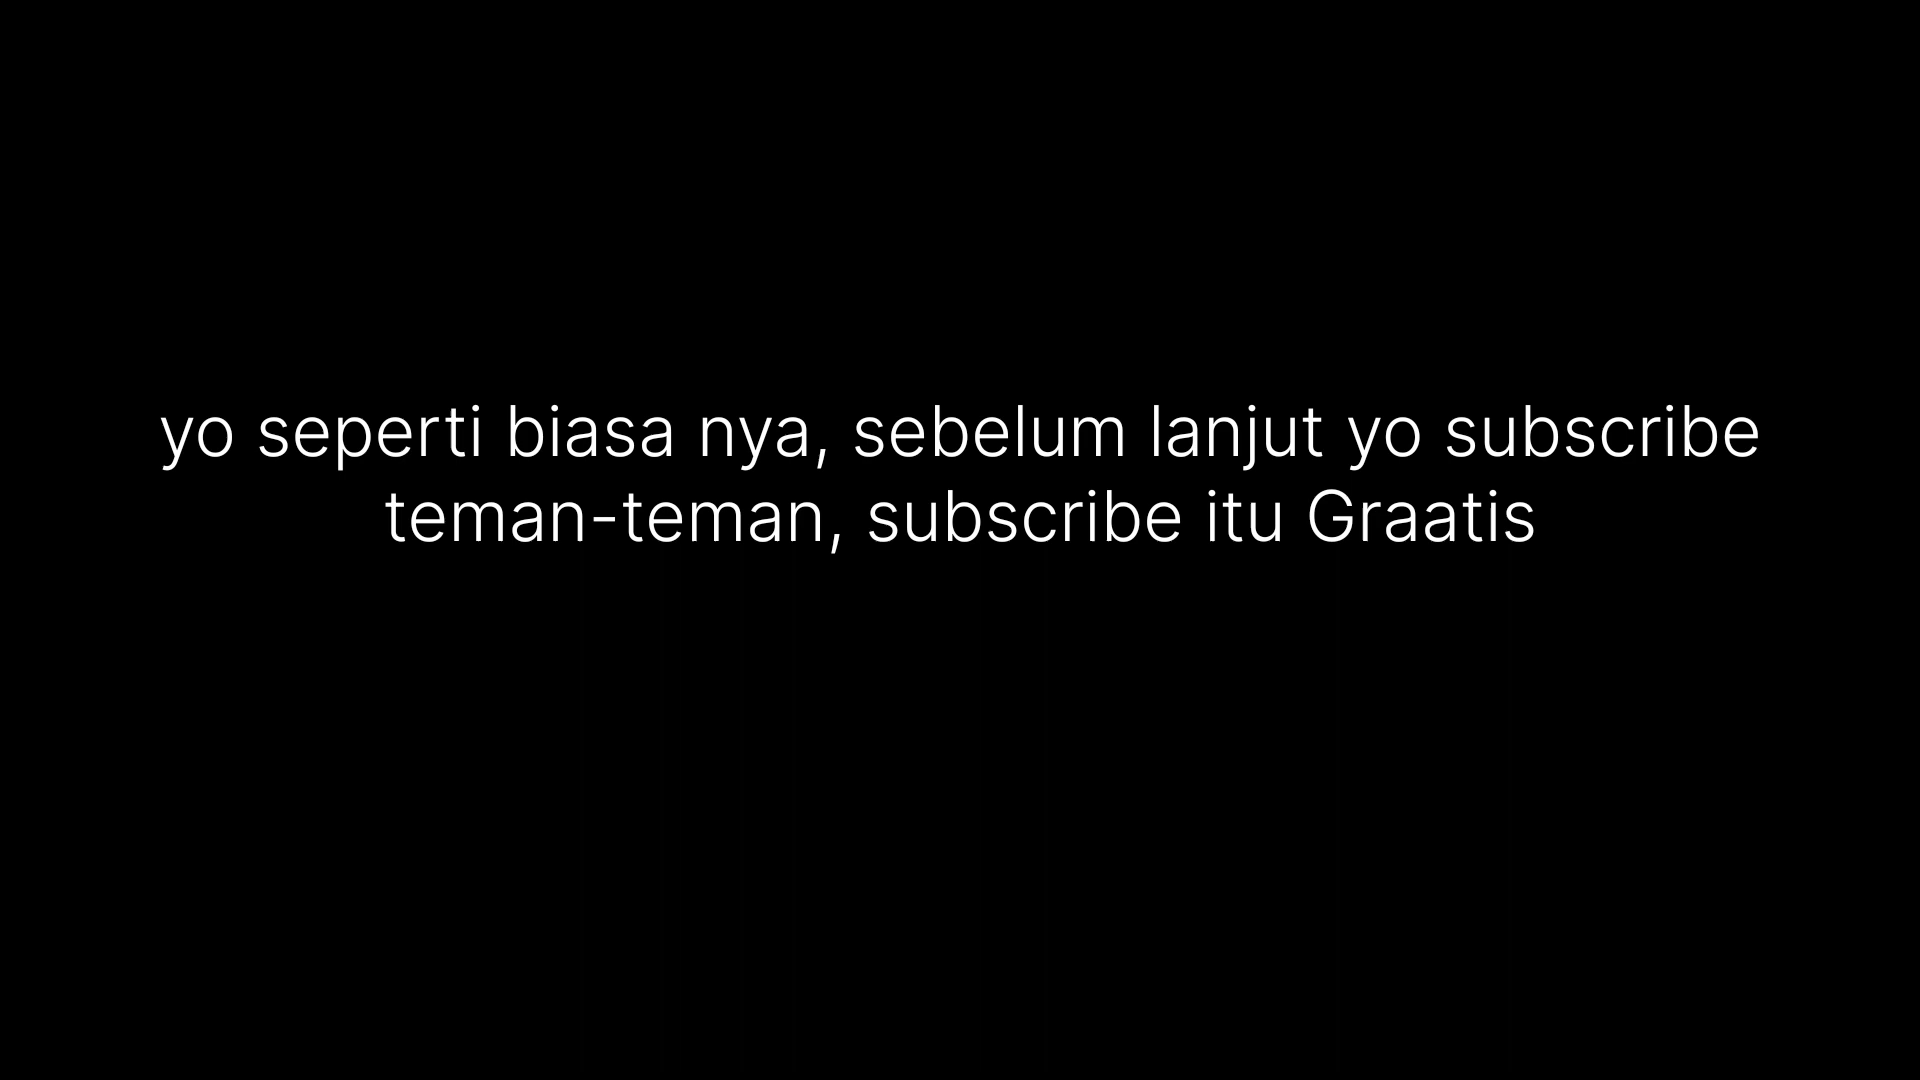 yo seperti biasa nya, sebelum lanjut yo subscribe
teman-teman, subscribe itu Graatis